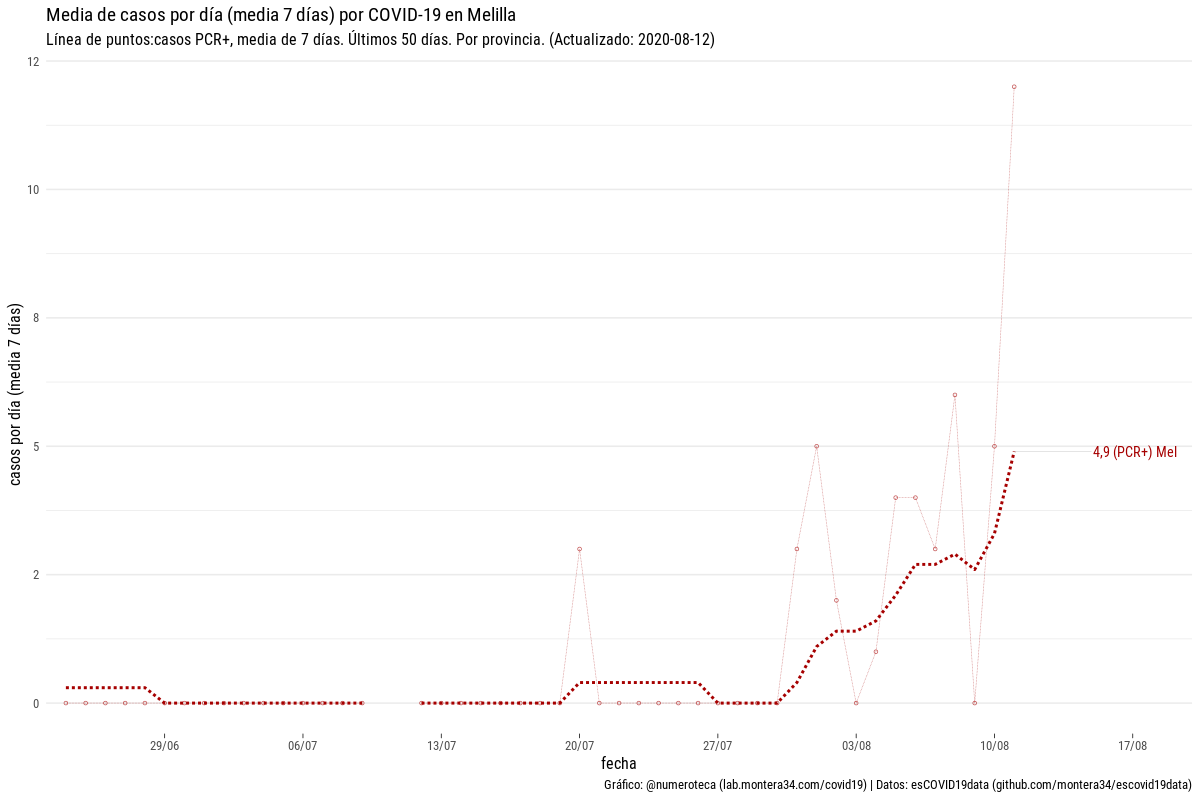 Media de casos por día (media 7 días) por COVID-19 en Melilla
Línea de puntos:casos PCR+, media de 7 días. Últimos 50 días. Por provincia. (Actualizado: 2020-08-12)
12
10
8
5
2
0
casos por día (media 7 días)
4,9 (PCR+) Mel
29/06
06/07
13/07
20/07
27/07
03/08
10/08
17/08
fecha
Gráfico: @numeroteca (lab.montera34.com/covid19) | Datos: esCOVID19data (github.com/montera34/escovid19data)